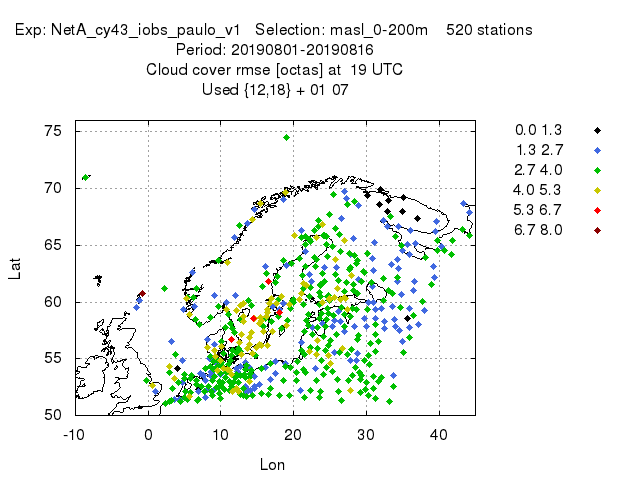 Exp: NetA_cy43_iobs_paulo_v1   Selection: masl_0-200m    520 stations
Period: 20190801-20190816
Cloud cover rmse [octas] at  19 UTC
Used {12,18} + 01 07
75
70
65
60
55
50
Lat
-10 0 10 20 30 40
Lon
0.0 1.3
1.3 2.7
2.7 4.0
4.0 5.3
5.3 6.7
6.7 8.0